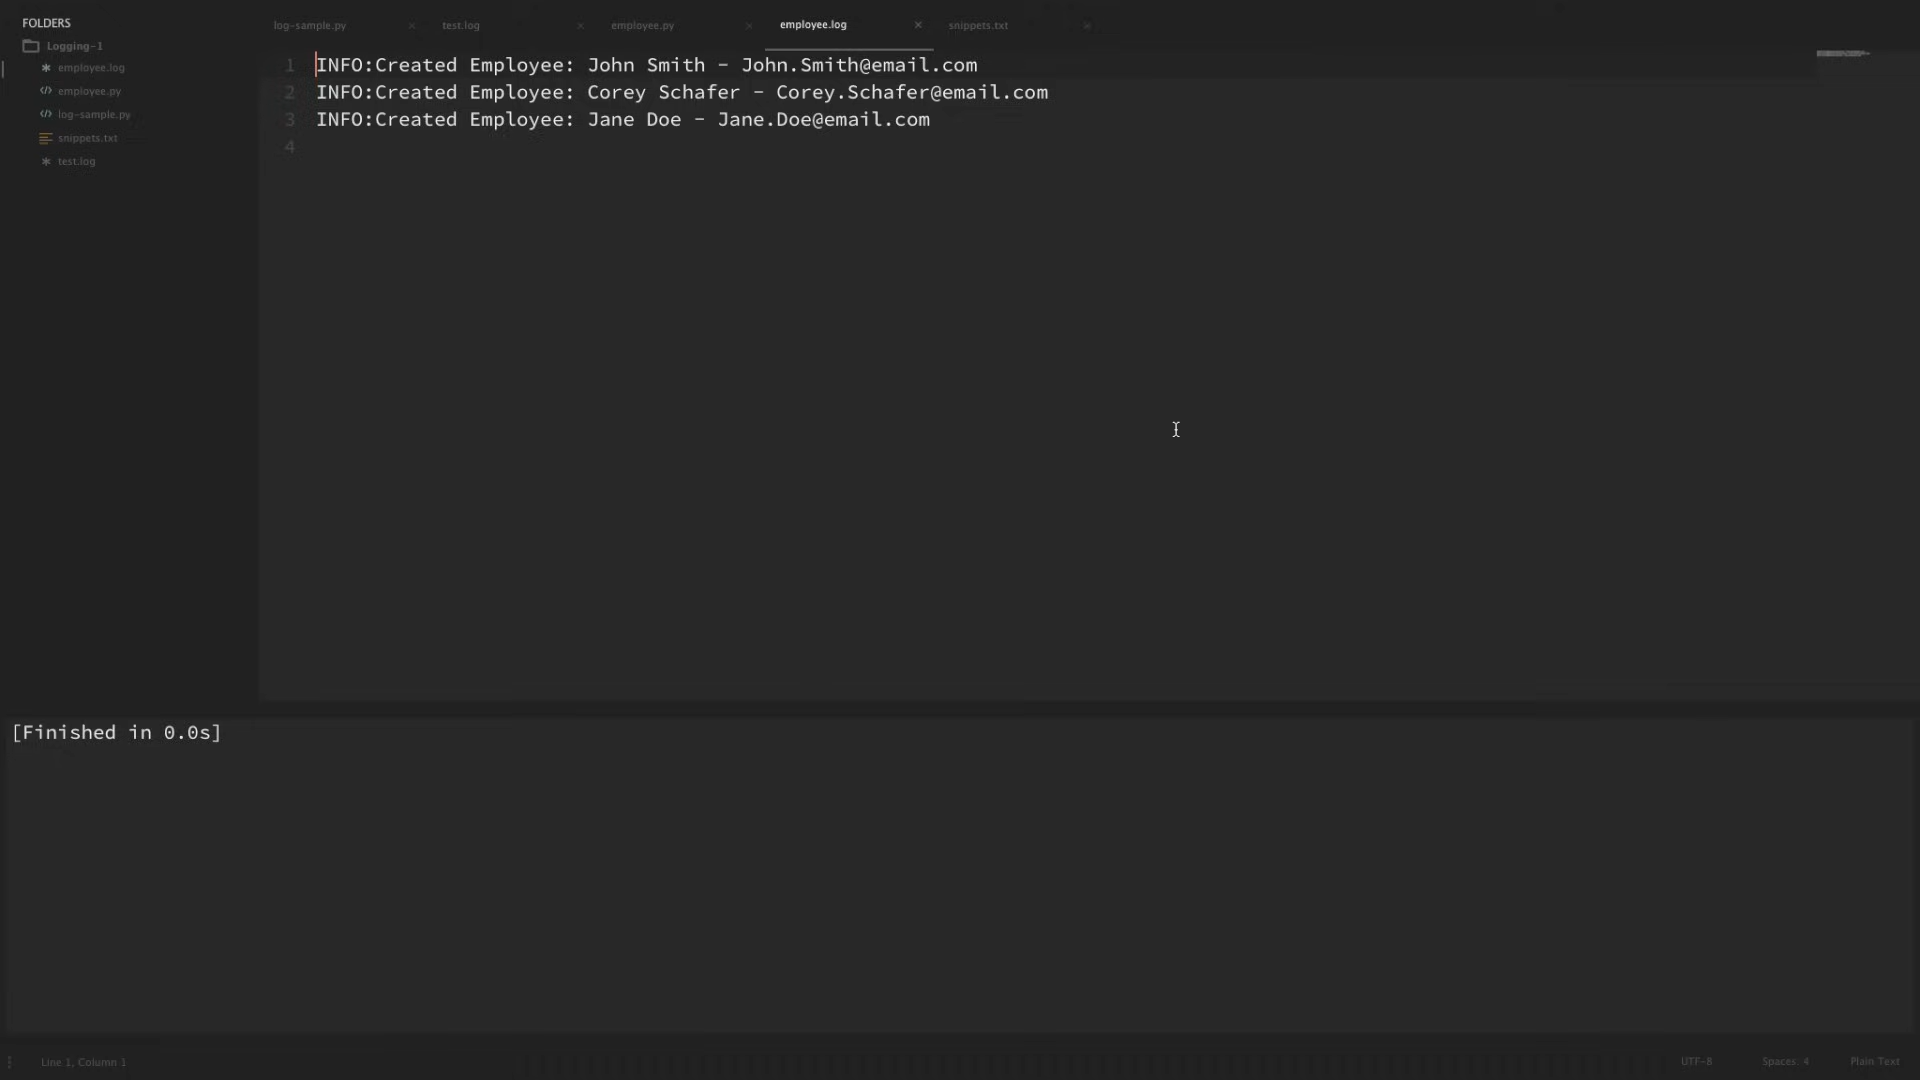 FOLDERS
Logging-1
employee.log
employee.py
log-sample.py
snippets.txt
test.log
log-sample.py
test.log
employee.py
employee.log
snippets.txt
1 INFO:Created Employee: John Smith - John.Smith@email.com
2 INFO:Created Employee: Corey Schafer - Corey.Schafer@email.com
3 INFO:Created Employee: Jane Doe - Jane.Doe@email.com
4
[Finished in 0.0s]
Line 1, Column 1
UTF-8
Spaces: 4
Plain Text